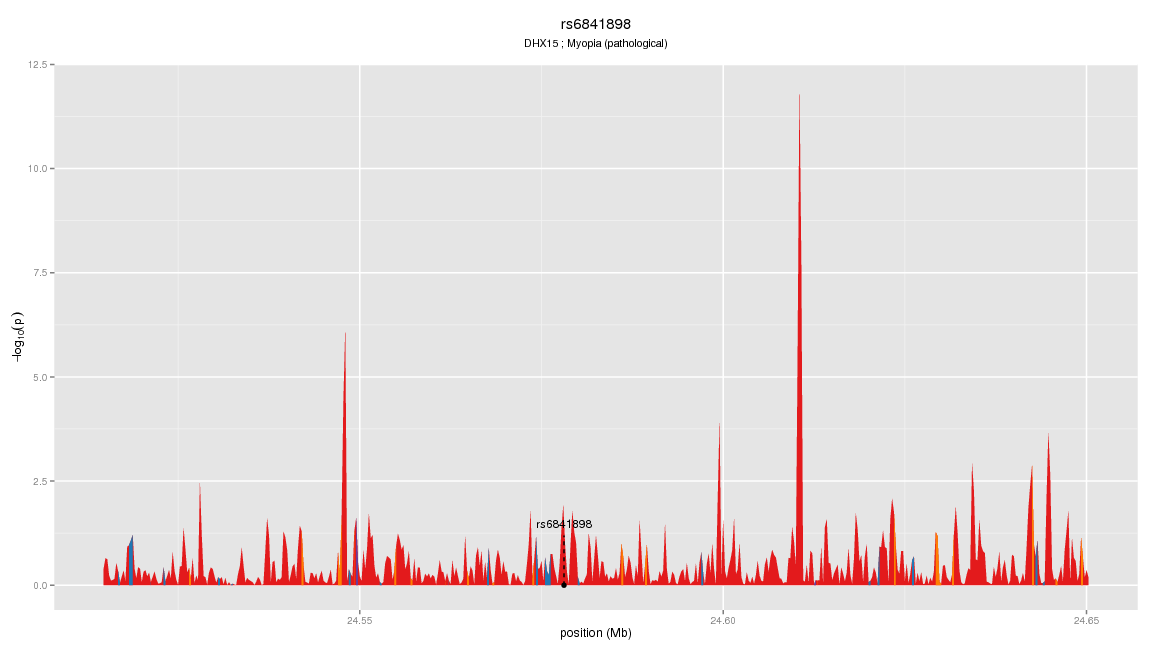 rs6841898
DHX15 ; Myopia (pathological)
12.5
10.0
7.5
5.0
2.5
0.0
−log10(p)
rs6841898
24.55
24.60
24.65
position (Mb)